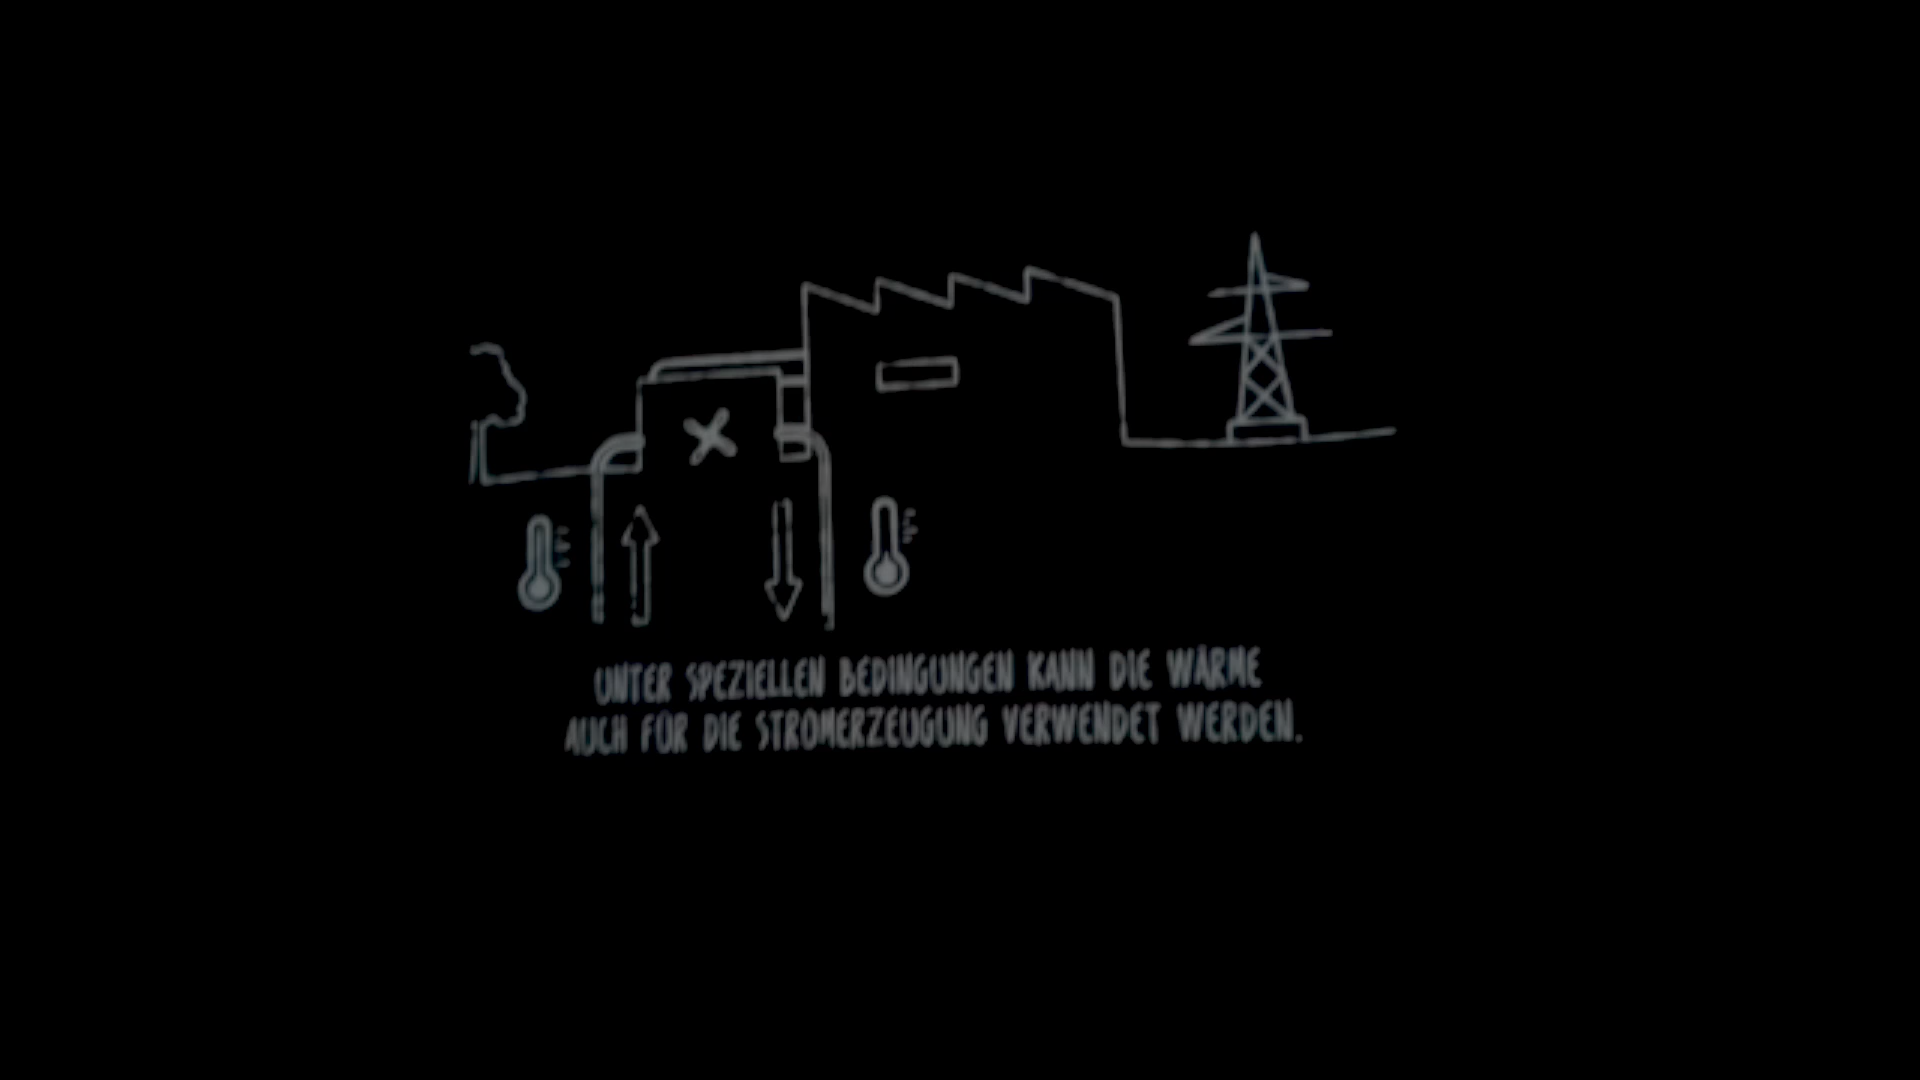 UNTER SPEZIELLEN BEDINGUNGEN KANN DIE WÄRME
AUCH FÜR DIE STROMERZEUGUNG VERWENDET WERDEN.